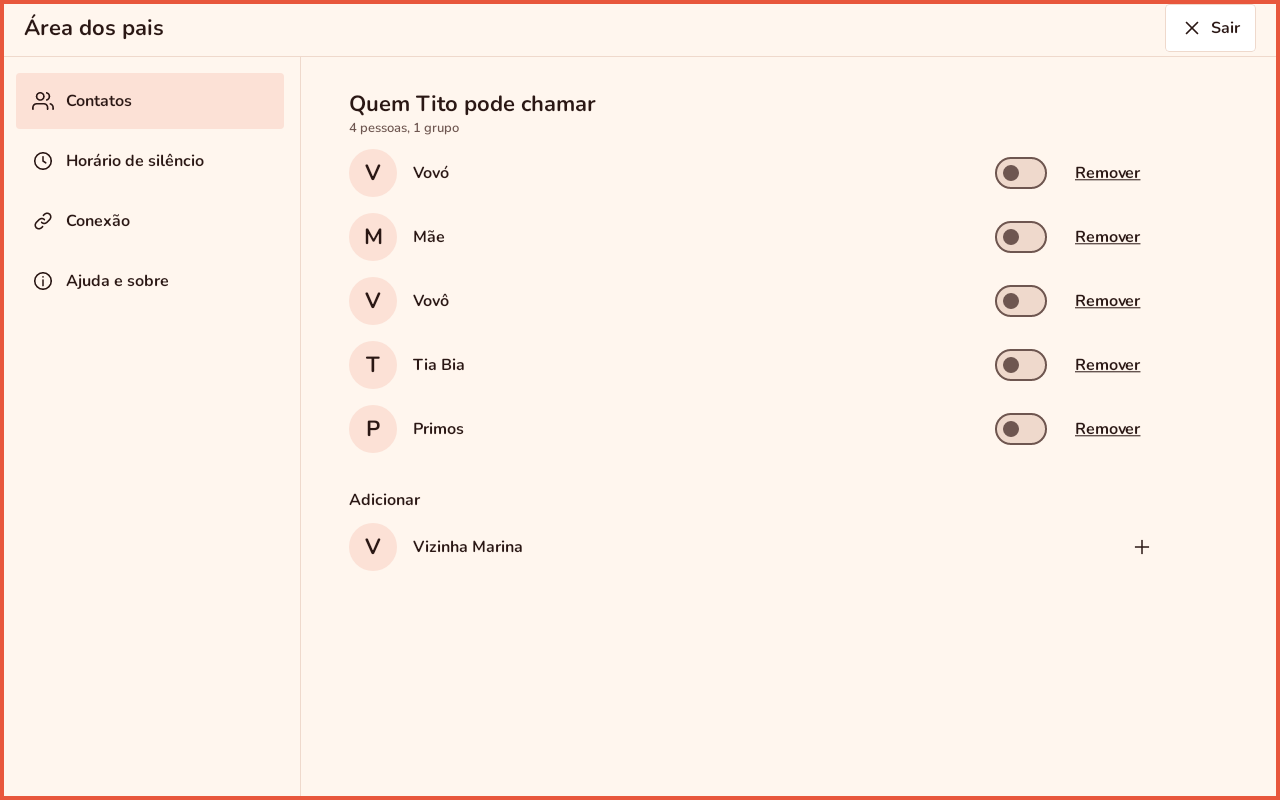 Área dos pais
Sair
Contatos
Horário de silêncio
Conexão
Ajuda e sobre
Quem Tito pode chamar
4 pessoas, 1 grupo
V Vovó Remover
M Mãe Remover
V Vovô Remover
T Tia Bia Remover
P Primos Remover
Adicionar
V Vizinha Marina